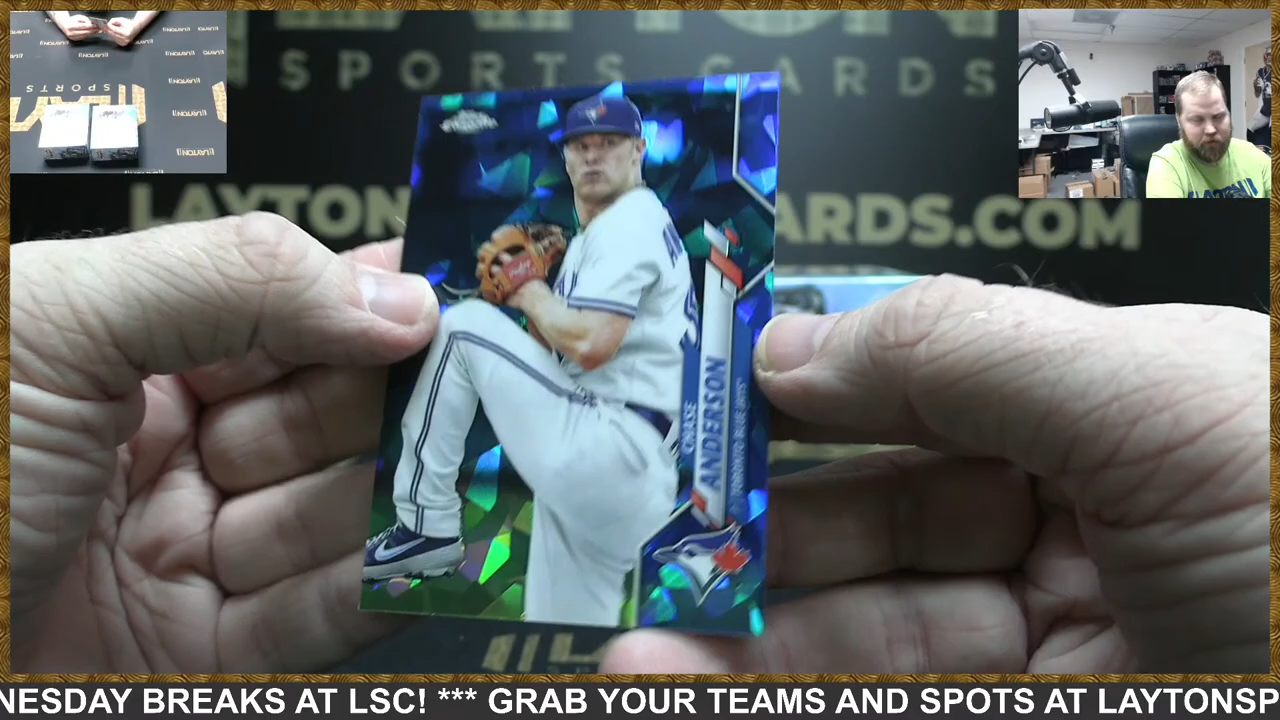 SPORTS CARDS
LAYTON
ARDS.COM
CHASE
ANDERSON
TORONTO BLUE JAYS
NESDAY BREAKS AT LSC! *** GRAB YOUR TEAMS AND SPOTS AT LAYTONSP